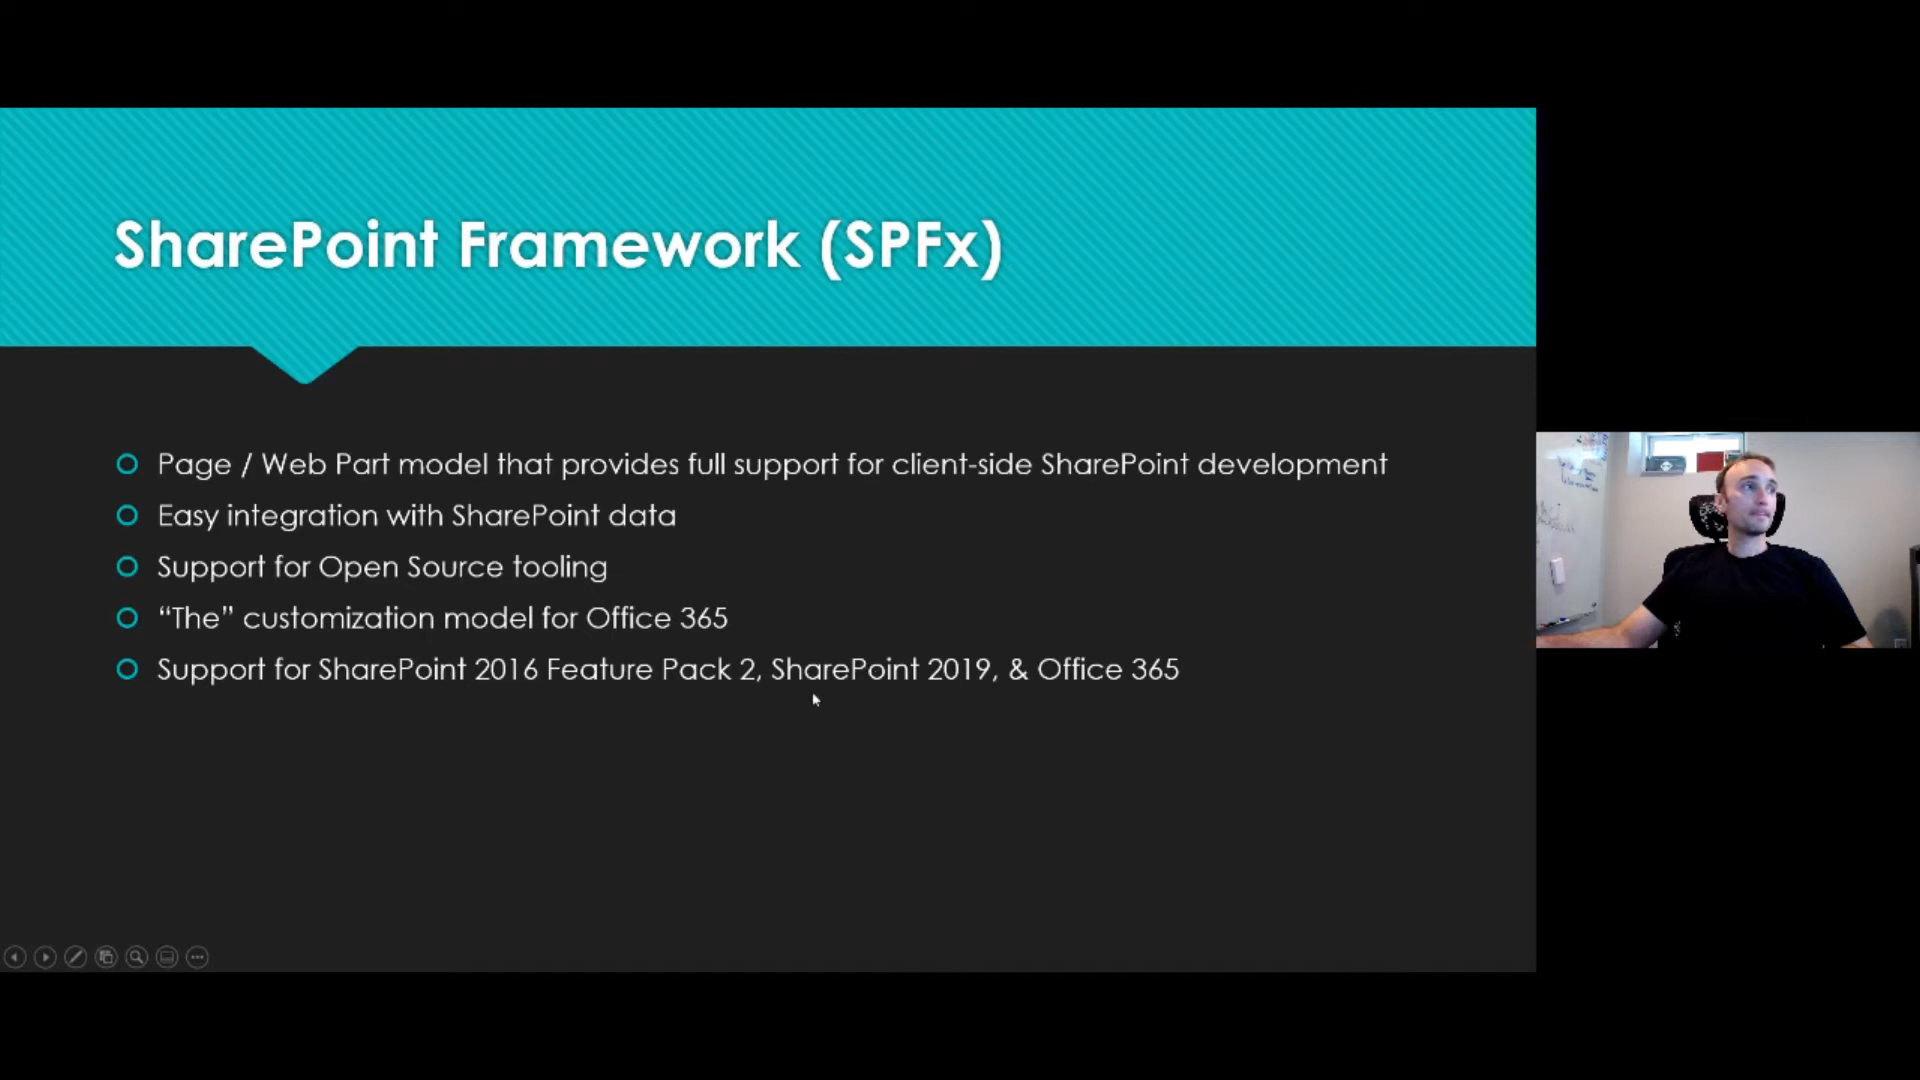 SharePoint Framework (SPFx)
Page / Web Part model that provides full support for client-side SharePoint development
Easy integration with SharePoint data
Support for Open Source tooling
“The” customization model for Office 365
Support for SharePoint 2016 Feature Pack 2, SharePoint 2019, & Office 365